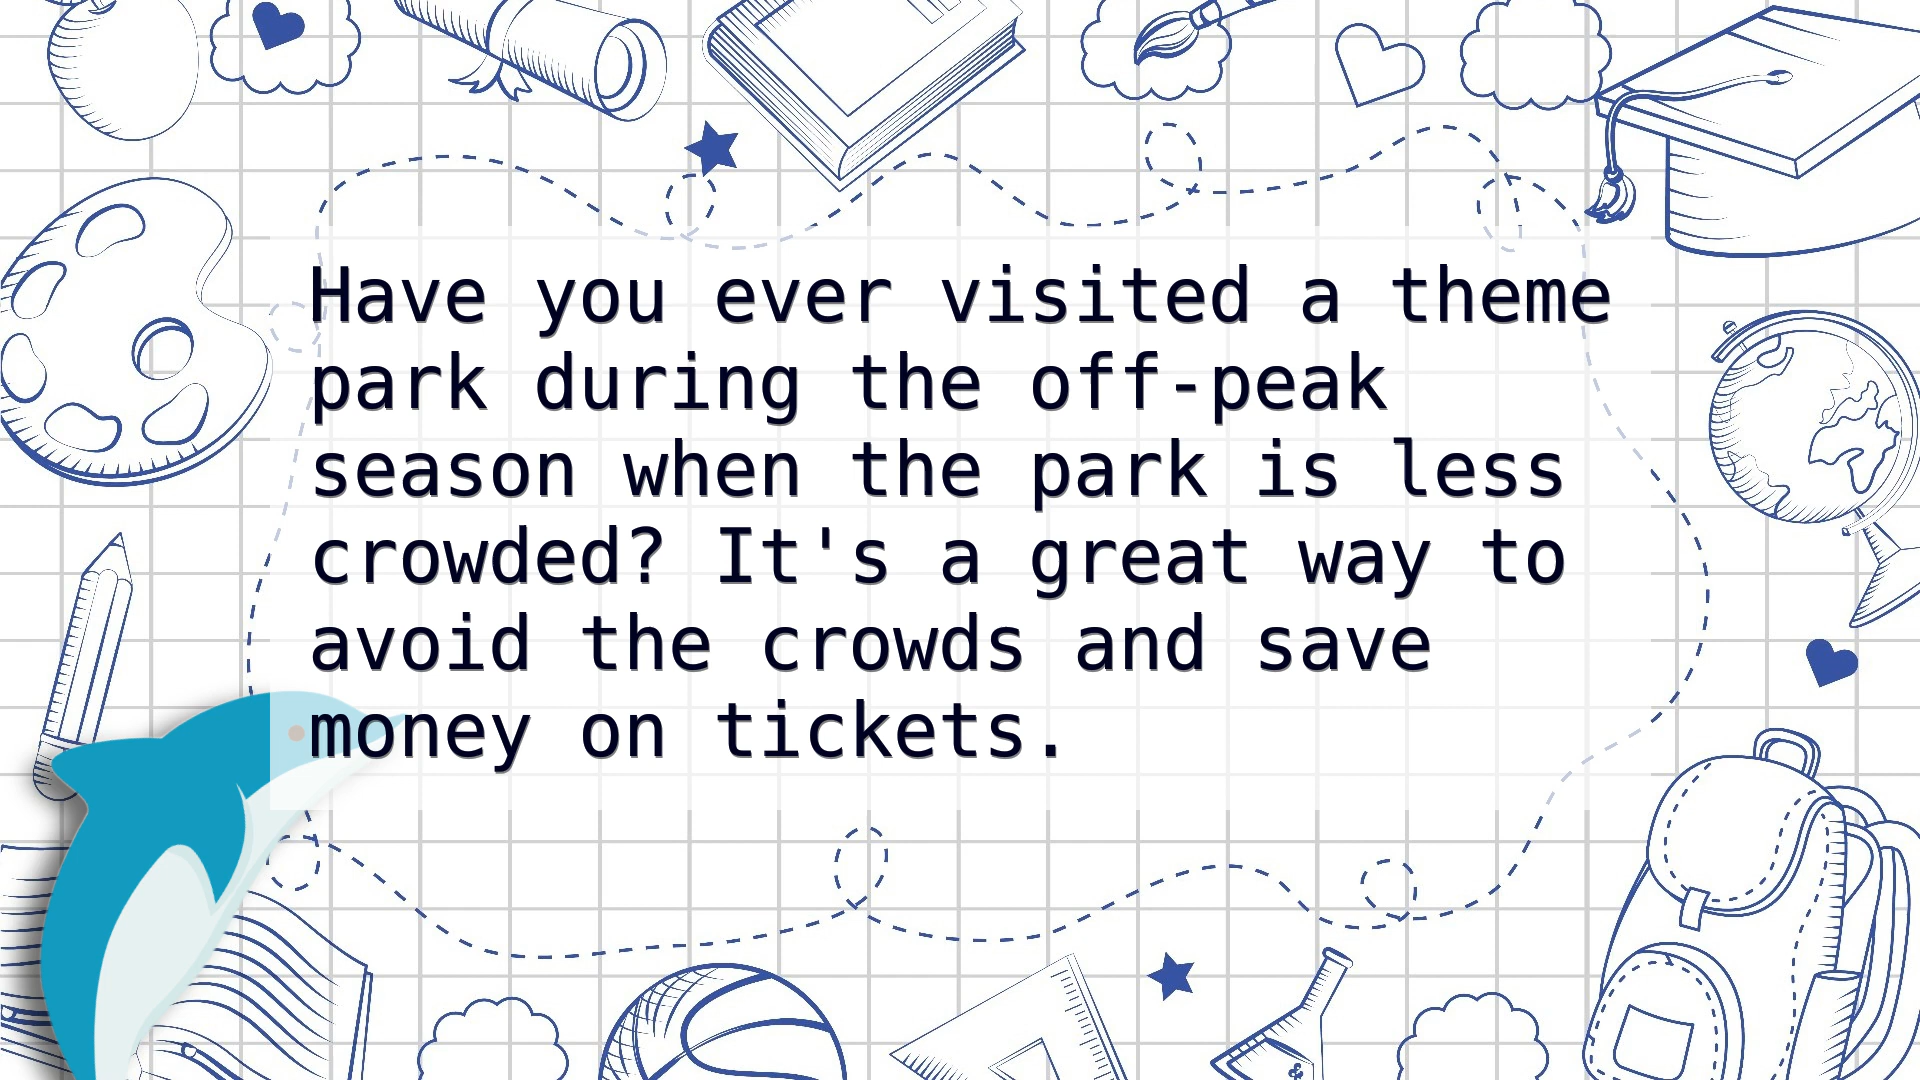 Have you ever visited a theme
park during the off-peak
season when the park is less
crowded? It's a great way to
avoid the crowds and save
money on tickets.